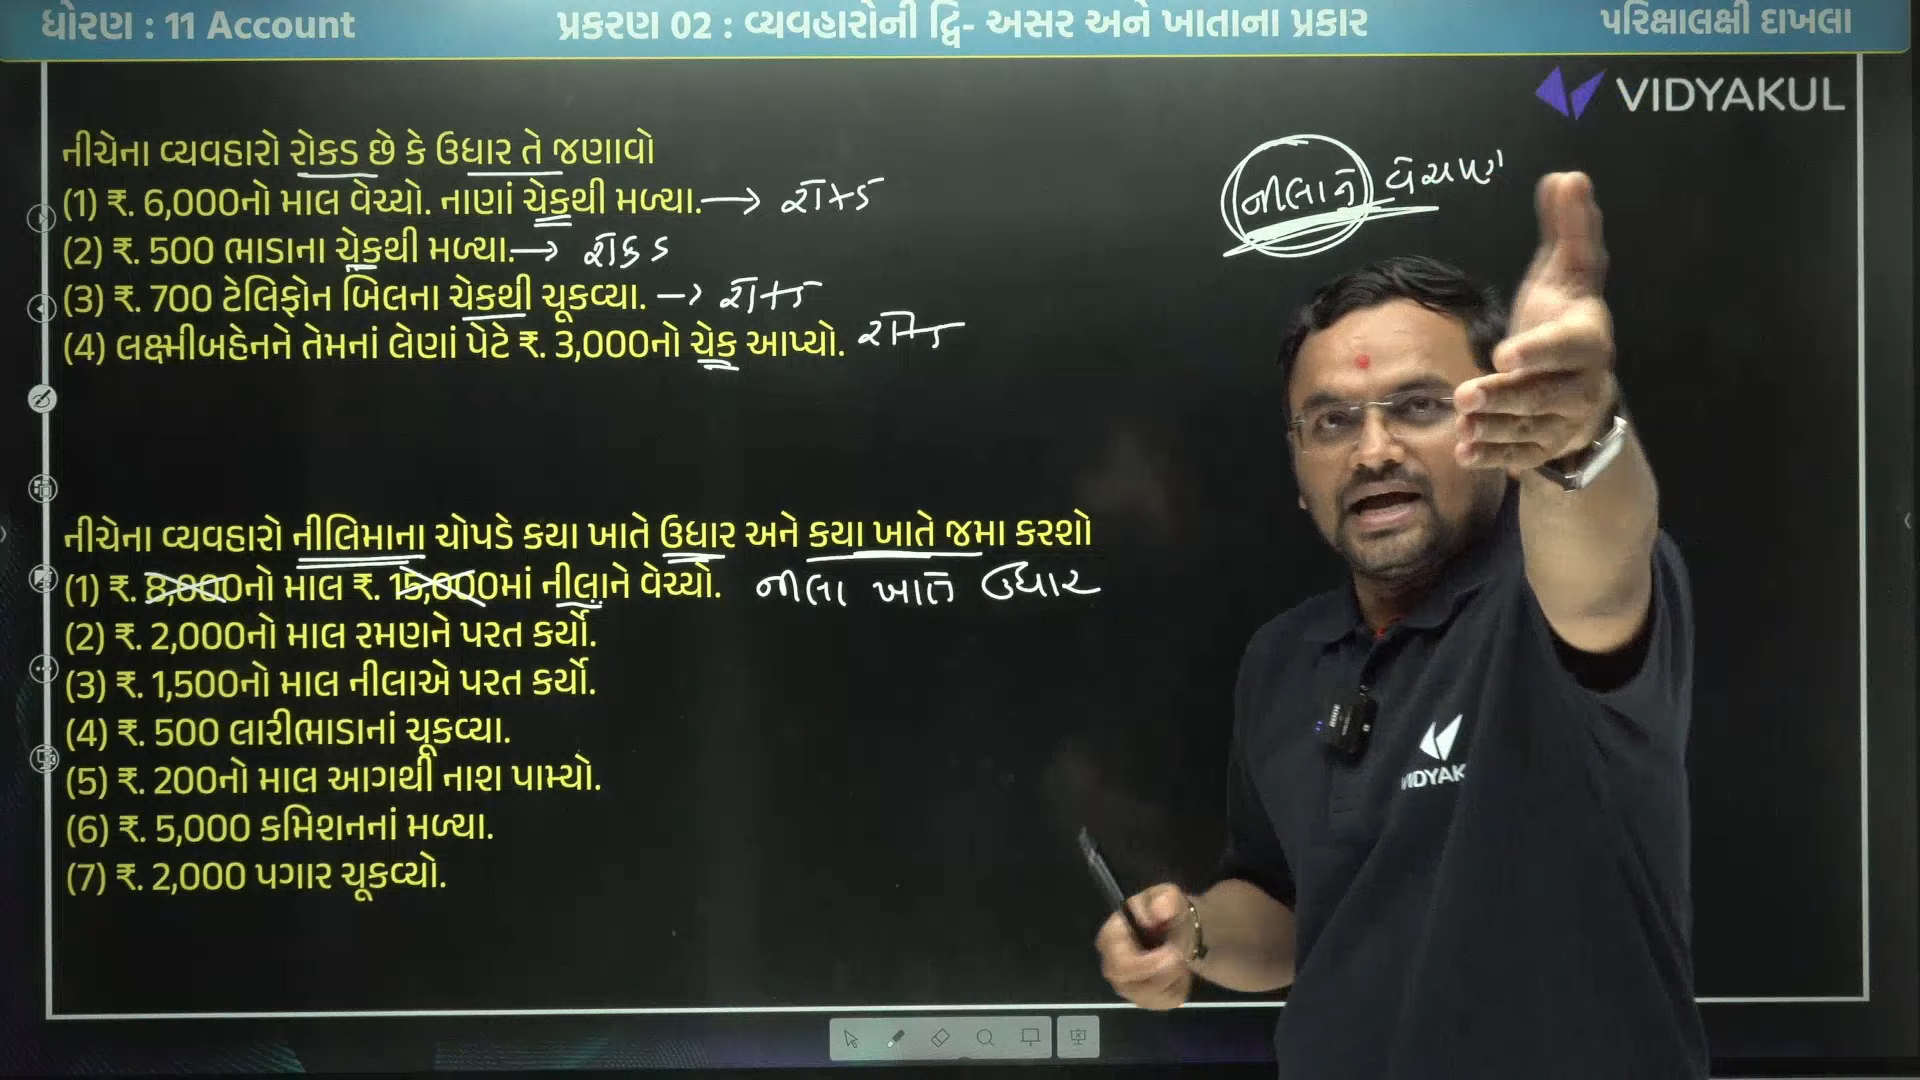 ધોરણ : 11 Account
પ્રકરણ 02 : વ્યવહારોની દ્વિ- અસર અને ખાતાના પ્રકાર
પરિક્ષાલક્ષી દાખલા
VIDYAKUL
નીચેના વ્યવહારો રોકડ છે કે ઉધાર તે જણાવો
(1) ₹. 6,000નો માલ વેચ્યો. નાણાં ચેકથી મળ્યા. → રોકડ
(2) ₹. 500 ભાડાના ચેકથી મળ્યા. → રોકડ
(3) ₹. 700 ટેલિફોન બિલના ચેકથી ચૂકવ્યા. → રોકડ
(4) લક્ષ્મીબહેનને તેમનાં લેણાં પેટે ₹. 3,000નો ચેક આપ્યો. રોકડ
નીલાને
નીચેના વ્યવહારો નીલિમાના ચોપડે કયા ખાતે ઉધાર અને કયા ખાતે જમા કરશો
(1) ₹. 8,000નો માલ ₹. 15,000માં નીલાને વેચ્યો. નીલા ખાતે ઉધાર
(2) ₹. 2,000નો માલ રમણને પરત કર્યો.
(3) ₹. 1,500નો માલ નીલાએ પરત કર્યો.
(4) ₹. 500 લારીભાડાનાં ચૂકવ્યા.
(5) ₹. 200નો માલ આગથી નાશ પામ્યો.
(6) ₹. 5,000 કમિશનનાં મળ્યા.
(7) ₹. 2,000 પગાર ચૂકવ્યો.